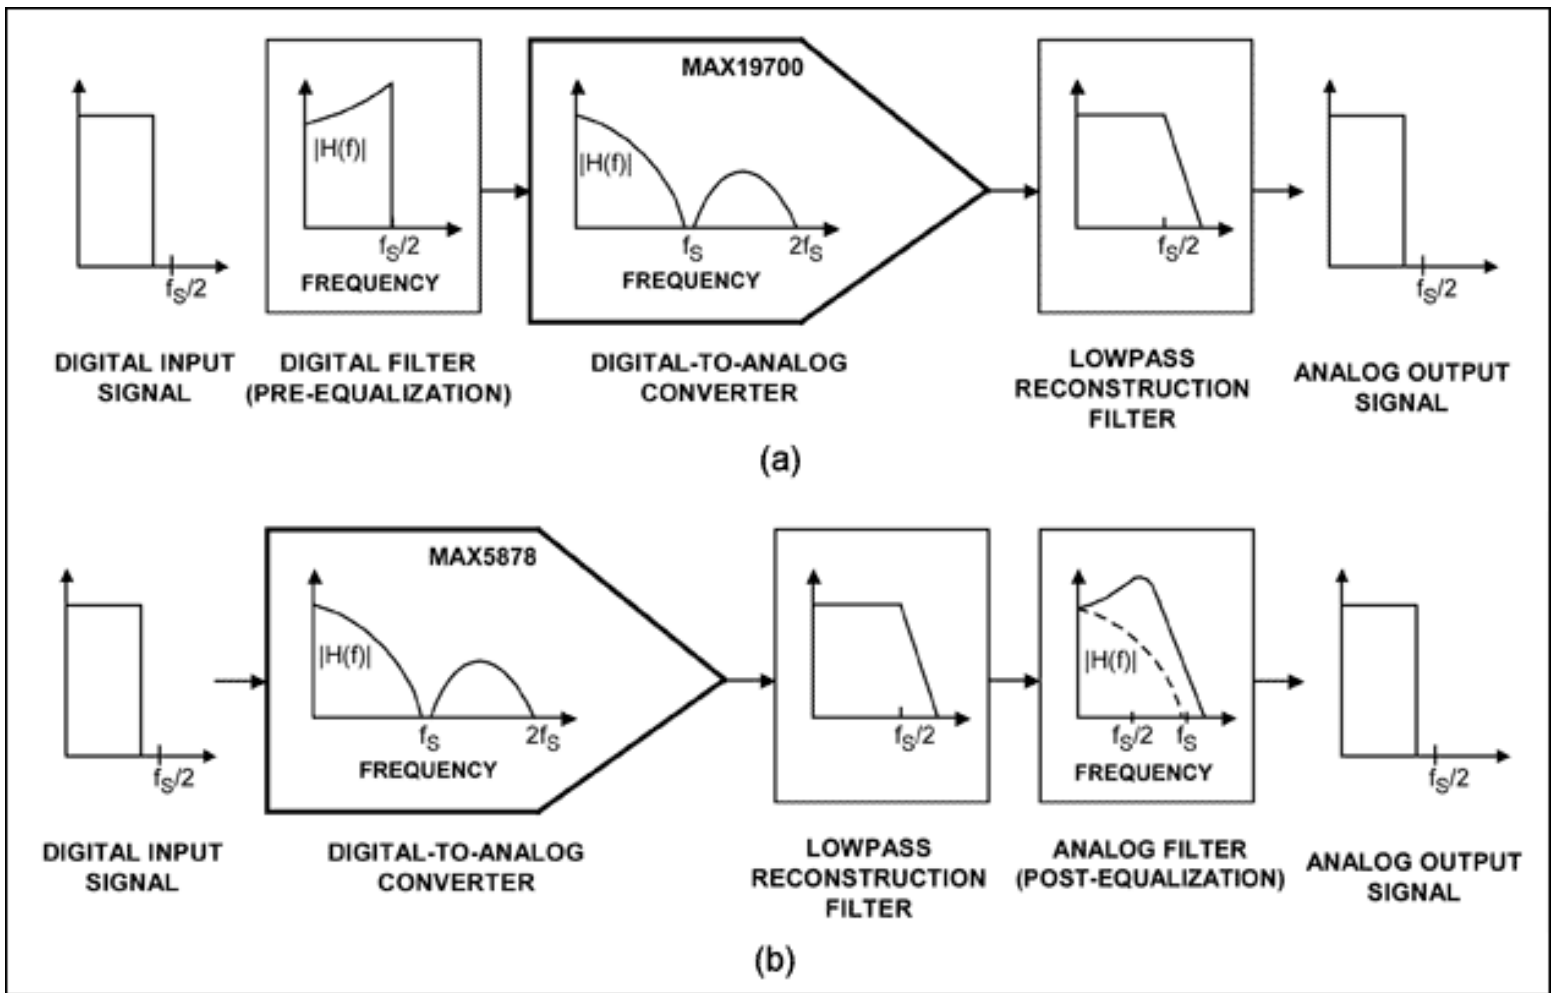 MAX19700
|H(f)|
fS/2
FREQUENCY
|H(f)|
fS
2fS
FREQUENCY
fS/2
fS/2
fS/2
DIGITAL INPUT
SIGNAL
DIGITAL FILTER
(PRE-EQUALIZATION)
DIGITAL-TO-ANALOG
CONVERTER
LOWPASS
RECONSTRUCTION
FILTER
ANALOG OUTPUT
SIGNAL
(a)
MAX5878
fS/2
|H(f)|
fS
2fS
FREQUENCY
fS/2
|H(f)|
fS/2
fS
FREQUENCY
fS/2
DIGITAL INPUT
SIGNAL
DIGITAL-TO-ANALOG
CONVERTER
LOWPASS
RECONSTRUCTION
FILTER
ANALOG FILTER
(POST-EQUALIZATION)
ANALOG OUTPUT
SIGNAL
(b)